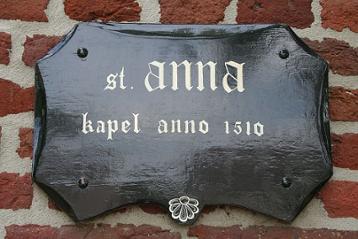 st. anna
kapel anno 1510